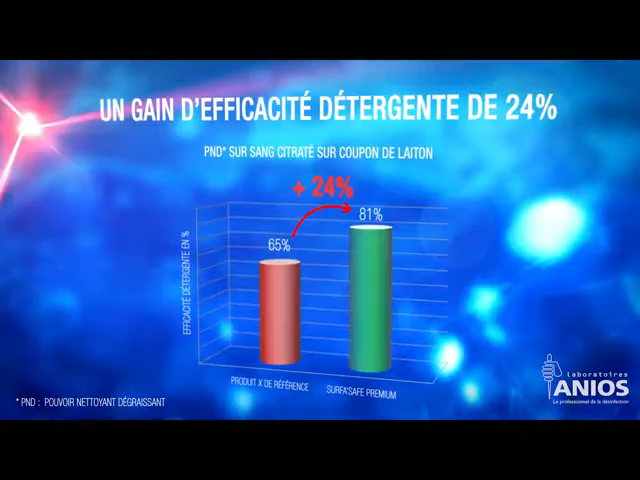 UN GAIN D'EFFICACITÉ DÉTERGENTE DE 24%
PND* SUR SANG CITRATÉ SUR COUPON DE LAITON
+ 24%
81%
65%
EFFICACITÉ DÉTERGENTE EN %
PRODUIT X DE RÉFÉRENCE
SURFA'SAFE PREMIUM
* PND : POUVOIR NETTOYANT DÉGRAISSANT
Laboratoires
ANIOS
Le professionnel de la désinfection